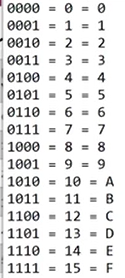 0000 = 0 = 0
0001 = 1 = 1
0010 = 2 = 2
0011 = 3 = 3
0100 = 4 = 4
0101 = 5 = 5
0110 = 6 = 6
0111 = 7 = 7
1000 = 8 = 8
1001 = 9 = 9
1010 = 10 = A
1011 = 11 = B
1100 = 12 = C
1101 = 13 = D
1110 = 14 = E
1111 = 15 = F